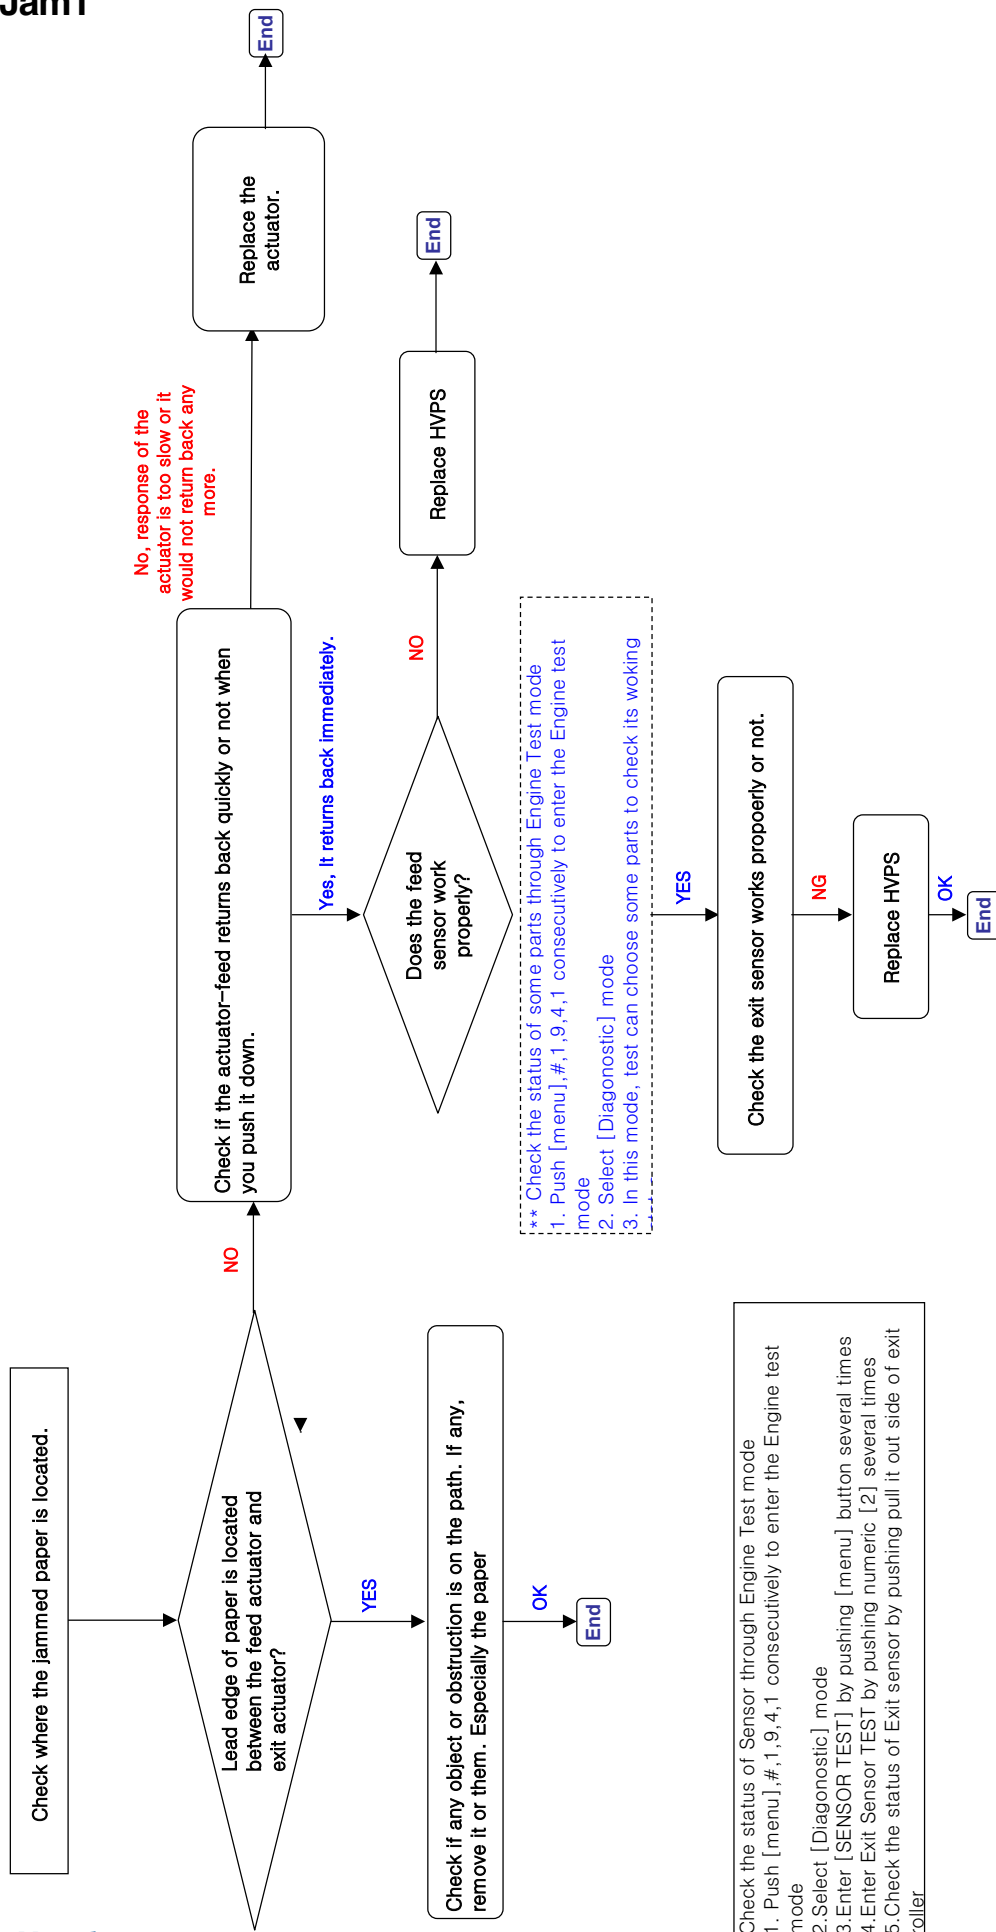 Jam1
Check where the jammed paper is located.
Lead edge of paper is located
between the feed actuator and
exit actuator?
NO
YES
Check if any object or obstruction is on the path. If any,
remove it or them. Especially the paper
OK
End
Check if the actuator-feed returns back quickly or not when
you push it down.
No, response of the
actuator is too slow or it
would not return back any
more.
Replace the
actuator.
End
Yes, It returns back immediately.
Does the feed
sensor work
properly?
NO
Replace HVPS
End
** Check the status of some parts through Engine Test mode
1. Push [menu],#,1,9,4,1 consecutively to enter the Engine test
mode
2. Select [Diagonostic] mode
3. In this mode, test can choose some parts to check its woking
YES
Check the exit sensor works propoerly or not.
NG
Replace HVPS
OK
End
Check the status of Sensor through Engine Test mode
1. Push [menu],#,1,9,4,1 consecutively to enter the Engine test
mode
2.Select [Diagonostic] mode
3.Enter [SENSOR TEST] by pushing [menu] button several times
4.Enter Exit Sensor TEST by pushing numeric [2] several times
5.Check the status of Exit sensor by pushing pull it out side of exit
roller